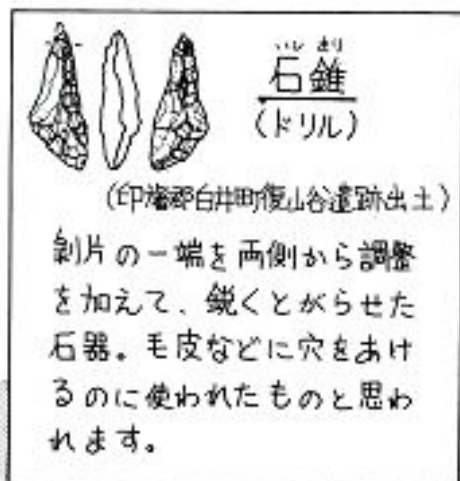 いし きり
石錐
(ドリル)
(印旛郡白井町復山谷遺跡出土)
剝片の一端を両側から調整
を加えて、鋭くとがらせた
石器。毛皮などに穴をあけ
るのに使われたものと思わ
れます。